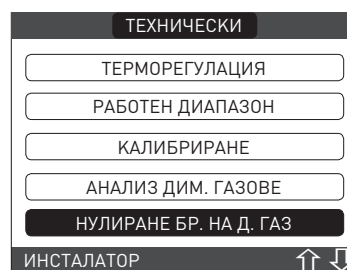 ТЕХНИЧЕСКИ
ТЕРМОРЕГУЛАЦИЯ
РАБОТЕН ДИАПАЗОН
КАЛИБРИРАНЕ
АНАЛИЗ ДИМ. ГАЗОВЕ
НУЛИРАНЕ БР. НА Д. ГАЗ
ИНСТАЛАТОР